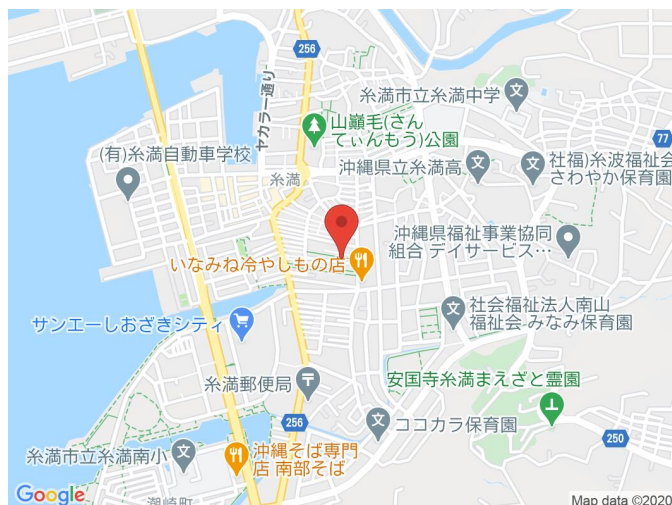 256
糸満市立糸満中
ヤカラー通り
山巓毛(さん
てぃんもう)公園
77
(有)糸満自動車学校
沖縄県立糸満高
社福)糸波福祉会
さわやか保育園
糸満
沖縄県福祉事業協同
組合 デイサービス…
いなみね冷やしもの店
社会福祉法人南山
福祉会 みなみ保育園
サンエーしおざきシティ
安国寺糸満まえざと霊園
糸満郵便局
256
ココカラ保育園
250
糸満市立糸満南小
沖縄そば専門
店 南部そば
潮崎町
Google
Map data ©2020